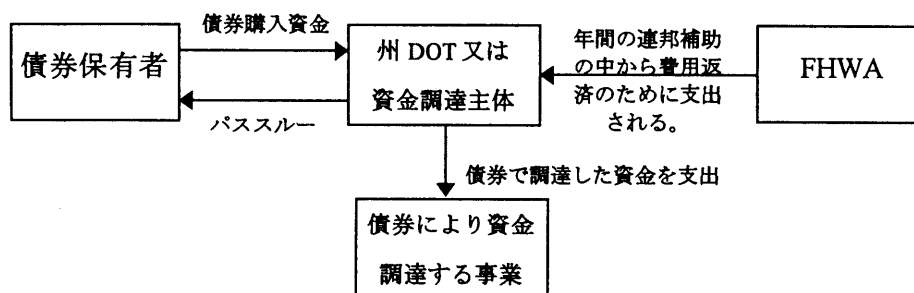 債券購入資金
債券保有者
パススルー
州 DOT 又は
資金調達主体
年間の連邦補助
の中から費用返
済のために支出
される。
FHWA
債券で調達した資金を支出
債券により資金
調達する事業